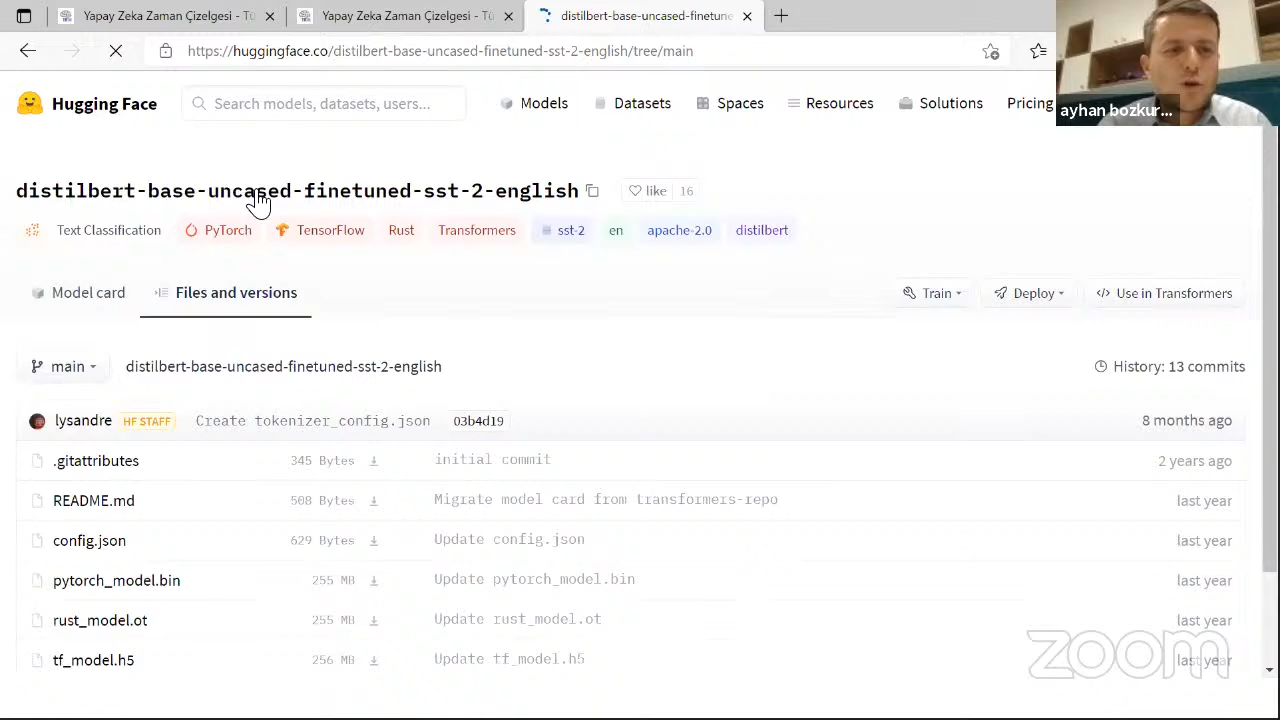 Yapay Zeka Zaman Çizelgesi - Tü
Yapay Zeka Zaman Çizelgesi - Tü
distilbert-base-uncased-finetune
https://huggingface.co/distilbert-base-uncased-finetuned-sst-2-english/tree/main
ayhan bozkur...
Hugging Face
Search models, datasets, users...
Models
Datasets
Spaces
Resources
Solutions
Pricing
distilbert-base-uncased-finetuned-sst-2-english
like 16
Text Classification
PyTorch
TensorFlow
Rust
Transformers
sst-2
en
apache-2.0
distilbert
Model card
Files and versions
Train
Deploy
</> Use in Transformers
main
distilbert-base-uncased-finetuned-sst-2-english
History: 13 commits
lysandre HF STAFF Create tokenizer_config.json 03b4d19 8 months ago
.gitattributes 345 Bytes initial commit 2 years ago
README.md 508 Bytes Migrate model card from transformers-repo last year
config.json 629 Bytes Update config.json last year
pytorch_model.bin 255 MB Update pytorch_model.bin last year
rust_model.ot 255 MB Update rust_model.ot last year
tf_model.h5 256 MB Update tf_model.h5 last year
zoom